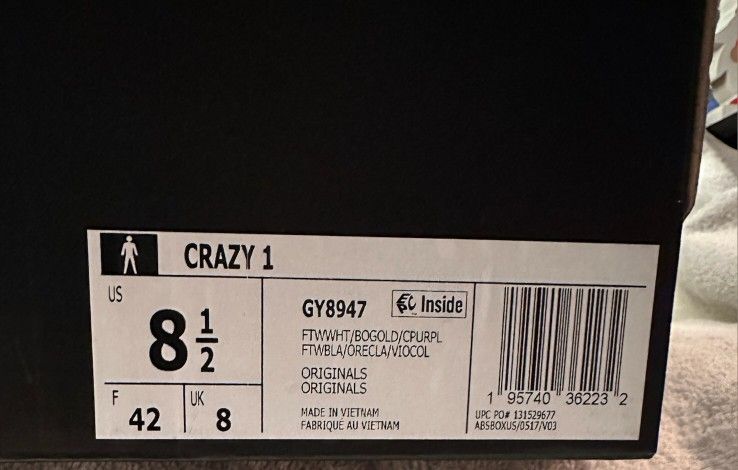 CRAZY 1
US
8 1/2
F
42
UK
8
GY8947
Inside
FTWWHT/BOGOLD/CPURPL
FTWBLA/ORECLA/VIOCOL
ORIGINALS
ORIGINALS
MADE IN VIETNAM
FABRIQUÉ AU VIETNAM
1 95740 36223 2
UPC PO# 131529677
ABSBOXUS/0517/V03